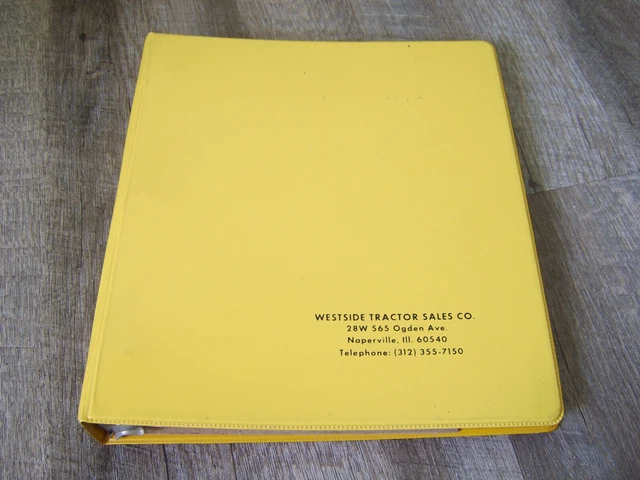 WESTSIDE TRACTOR SALES CO.
28W 565 Ogden Ave.
Naperville, Ill. 60540
Telephone: (312) 355-7150